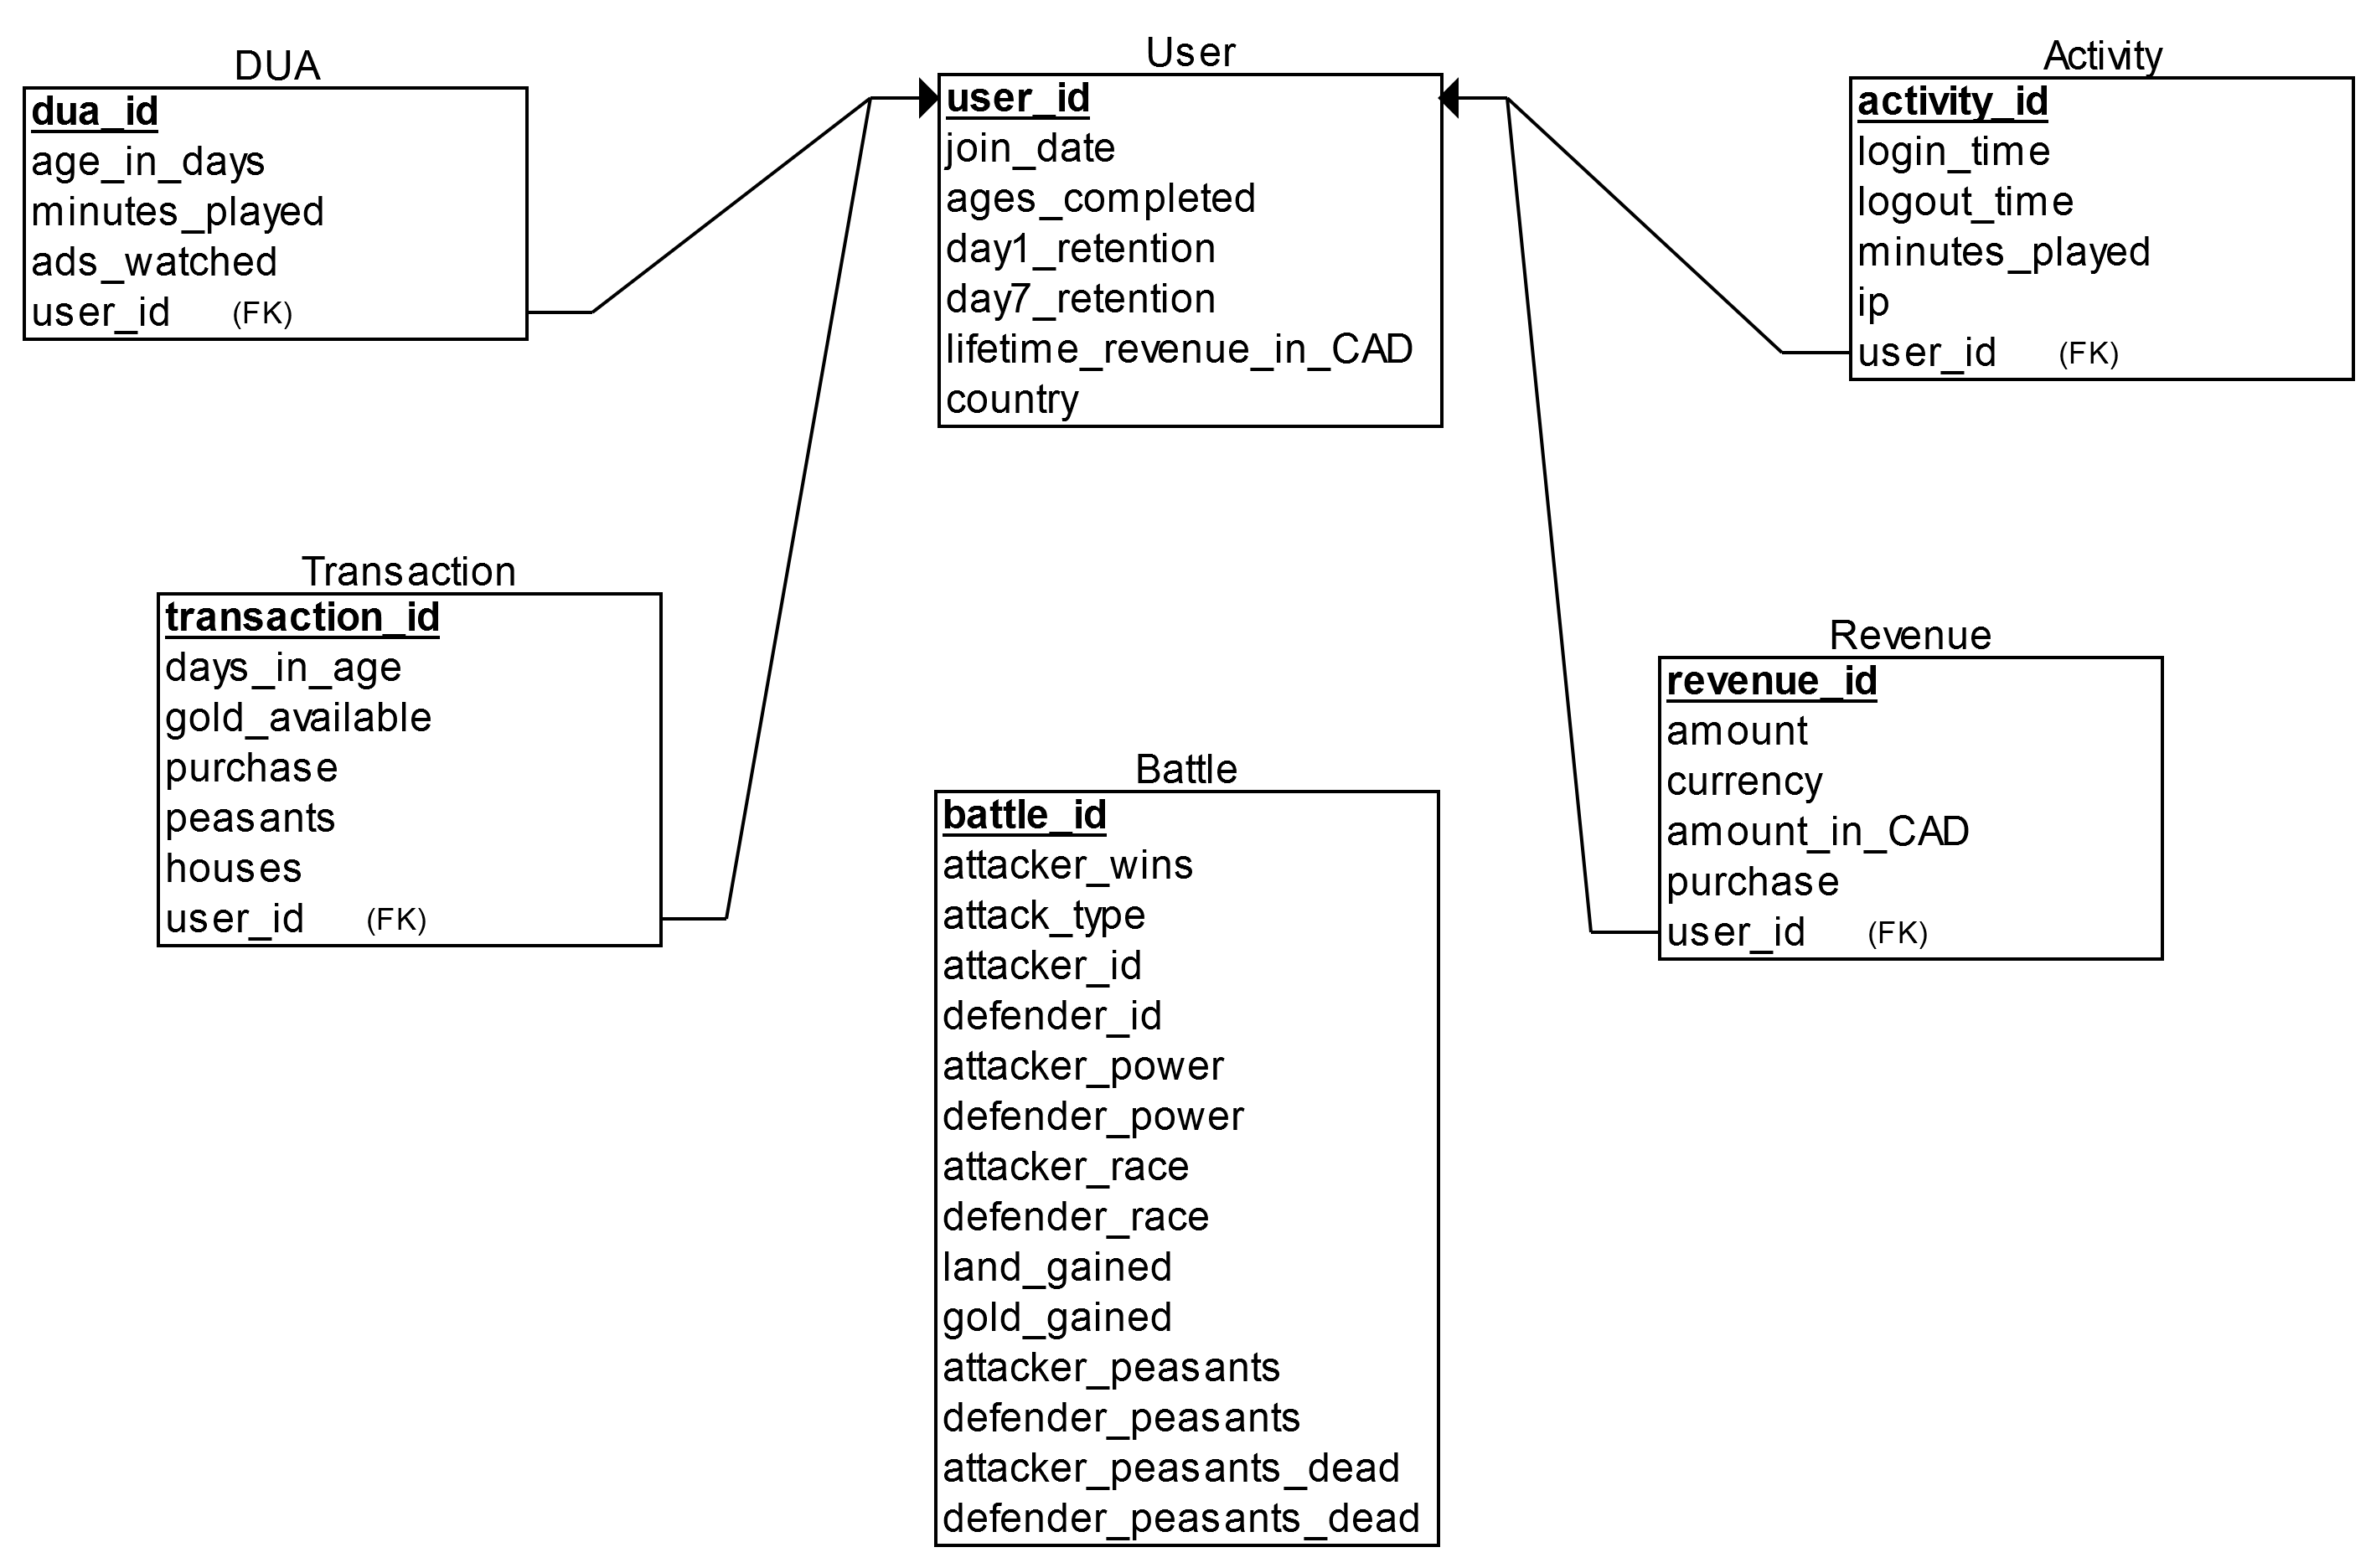 DUA
dua_id
age_in_days
minutes_played
ads_watched
user_id (FK)
User
user_id
join_date
ages_completed
day1_retention
day7_retention
lifetime_revenue_in_CAD
country
Activity
activity_id
login_time
logout_time
minutes_played
ip
user_id (FK)
Transaction
transaction_id
days_in_age
gold_available
purchase
peasants
houses
user_id (FK)
Battle
battle_id
attacker_wins
attack_type
attacker_id
defender_id
attacker_power
defender_power
attacker_race
defender_race
land_gained
gold_gained
attacker_peasants
defender_peasants
attacker_peasants_dead
defender_peasants_dead
Revenue
revenue_id
amount
currency
amount_in_CAD
purchase
user_id (FK)